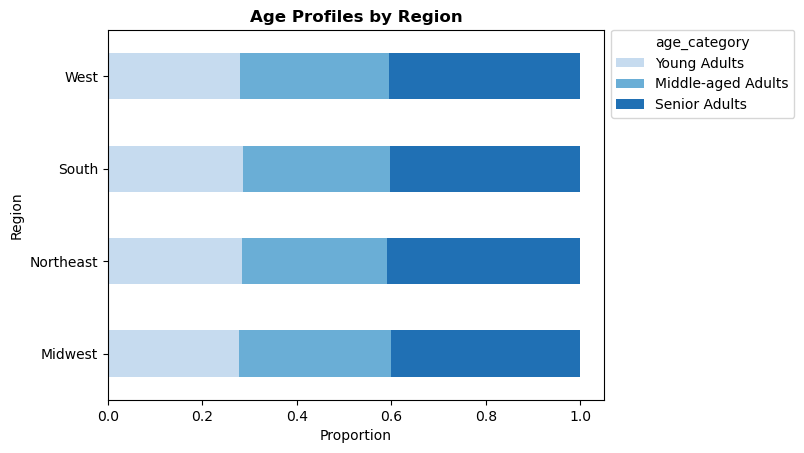 Age Profiles by Region
age_category
Young Adults
Middle-aged Adults
Senior Adults
Region
West
South
Northeast
Midwest
0.0 0.2 0.4 0.6 0.8 1.0
Proportion